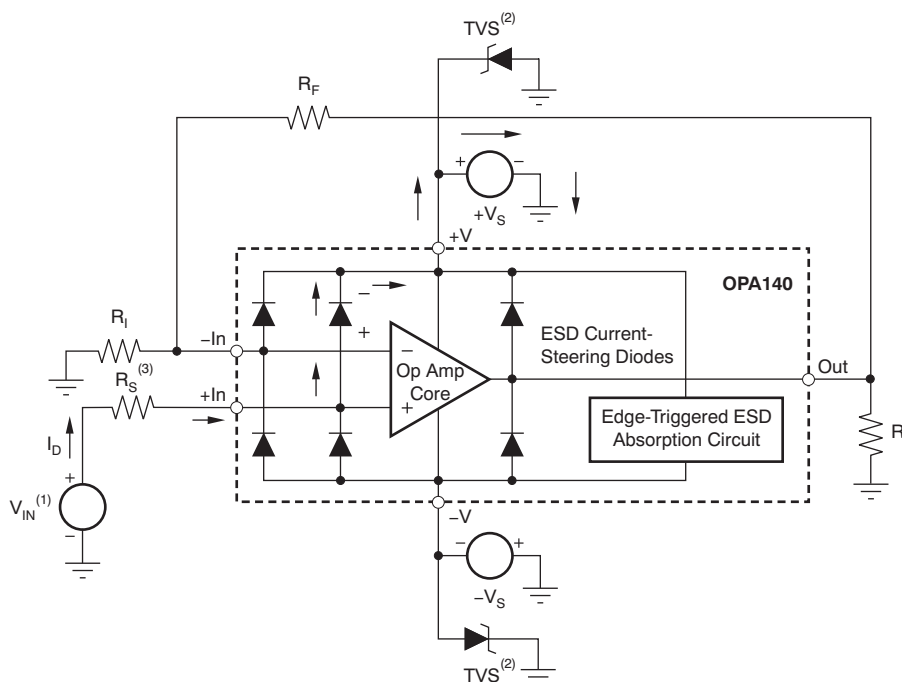 TVS(2)
RF
+ −
+VS
+V
OPA140
−
+
RI
−In
ESD Current-
Steering Diodes
−
Op Amp
Core
+
Out
RS(3)
+In
Edge-Triggered ESD
Absorption Circuit
R
ID
+
VIN(1)
−
−V
− +
−VS
TVS(2)